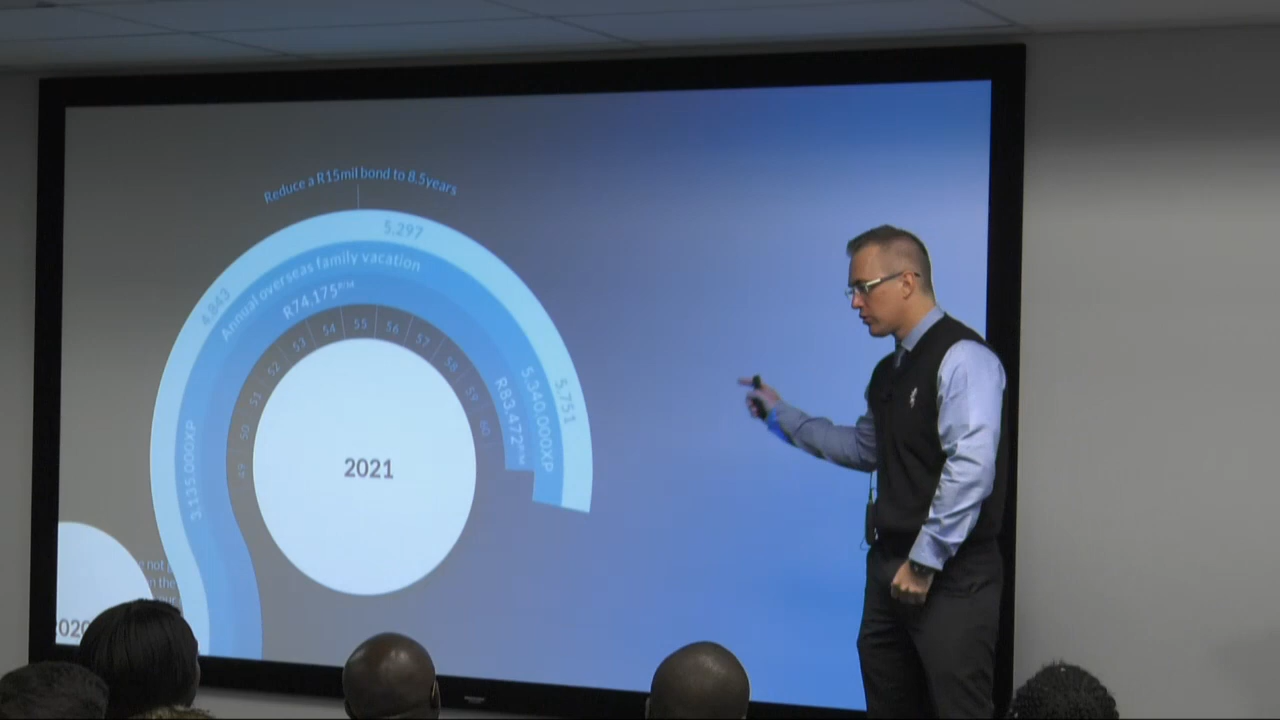 Reduce a R15mil bond to 8.5years
4,843
5,297
5,751
Annual overseas family vacation
3,135,000XP
5,340,000XP
R74,175
R83,472
49
50
51
52
53
54
55
56
57
58
59
60
2021
2020
not
the